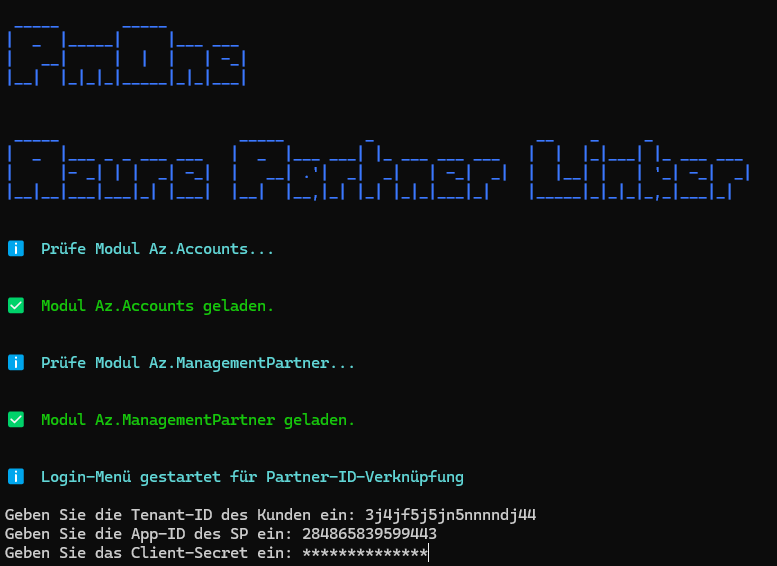 PmOne
Azure Partner Linker
Prüfe Modul Az.Accounts...
Modul Az.Accounts geladen.
Prüfe Modul Az.ManagementPartner...
Modul Az.ManagementPartner geladen.
Login-Menü gestartet für Partner-ID-Verknüpfung
Geben Sie die Tenant-ID des Kunden ein: 3j4jf5j5jn5nnnndj44
Geben Sie die App-ID des SP ein: 284865839599443
Geben Sie das Client-Secret ein: **************